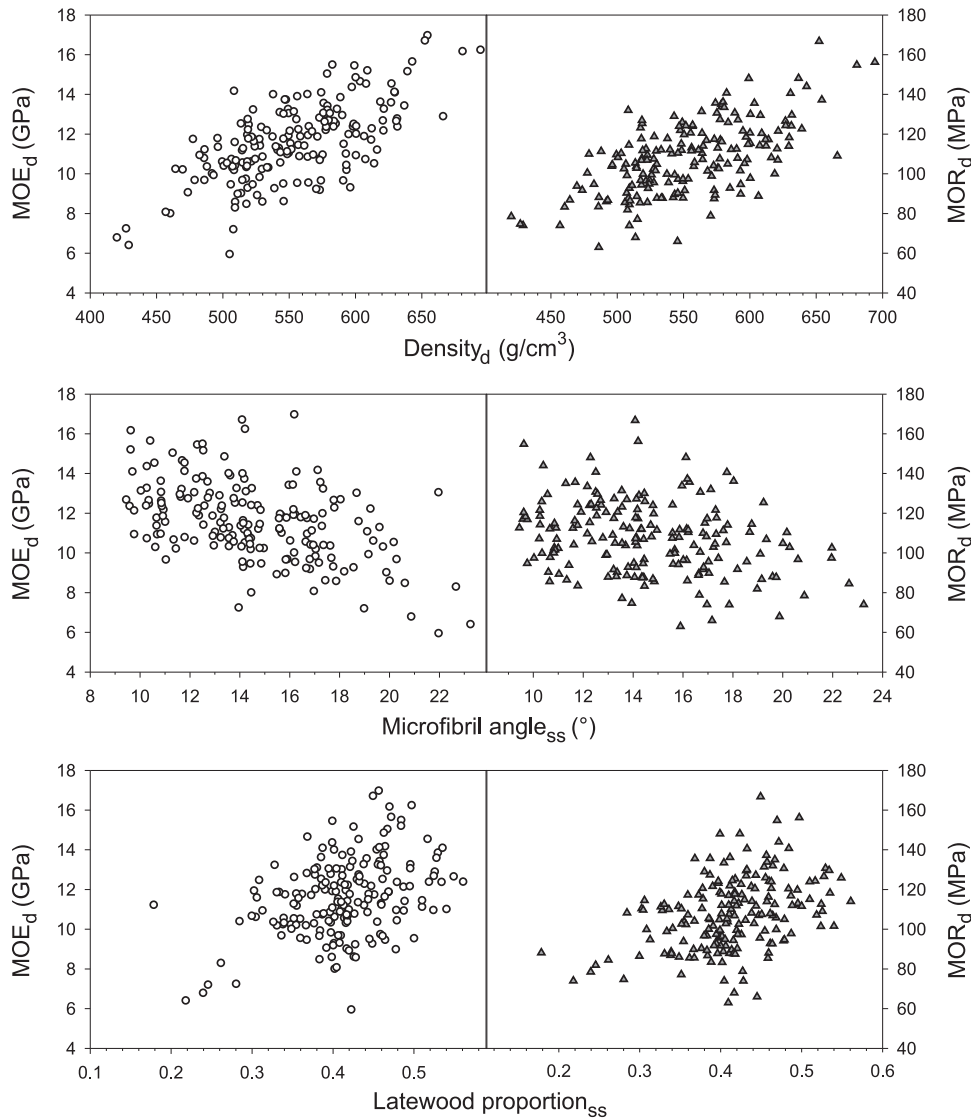 18 180
16 160
14 140
12 120
10 100
8 80
6 60
4 40
MOE_d (GPa)
MOR_d (MPa)
400 450 500 550 600 650 450 500 550 600 650 700
Density_d (g/cm³)
18 180
16 160
14 140
12 120
10 100
8 80
6 60
4 40
MOE_d (GPa)
MOR_d (MPa)
8 10 12 14 16 18 20 22 10 12 14 16 18 20 22 24
Microfibril angle_ss (°)
18 180
16 160
14 140
12 120
10 100
8 80
6 60
4 40
MOE_d (GPa)
MOR_d (MPa)
0.1 0.2 0.3 0.4 0.5 0.2 0.3 0.4 0.5 0.6
Latewood proportion_ss